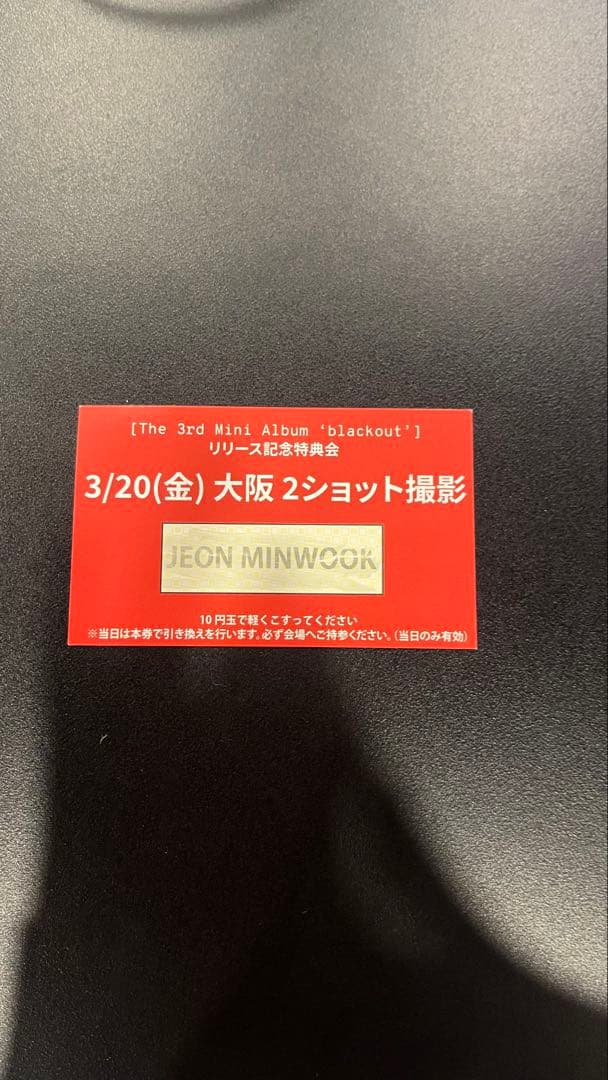 [The 3rd Mini Album ‘blackout’]
リリース記念特典会
3/20(金) 大阪 2ショット撮影
JEON MINWOOK
10円玉で軽くこすってください
※当日は本券で引き換えを行います。必ず会場へご持参ください。(当日のみ有効)